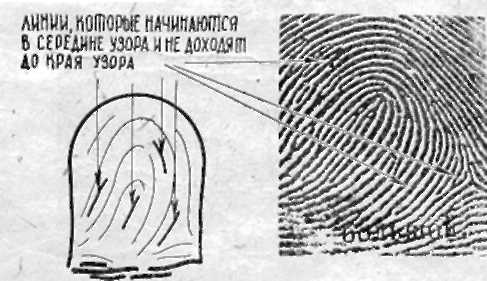 ЛИНИИ, КОТОРЫЕ НАЧИНАЮТСЯ
В СЕРЕДИНЕ УЗОРА И НЕ ДОХОДЯТ
ДО КРАЯ УЗОРА